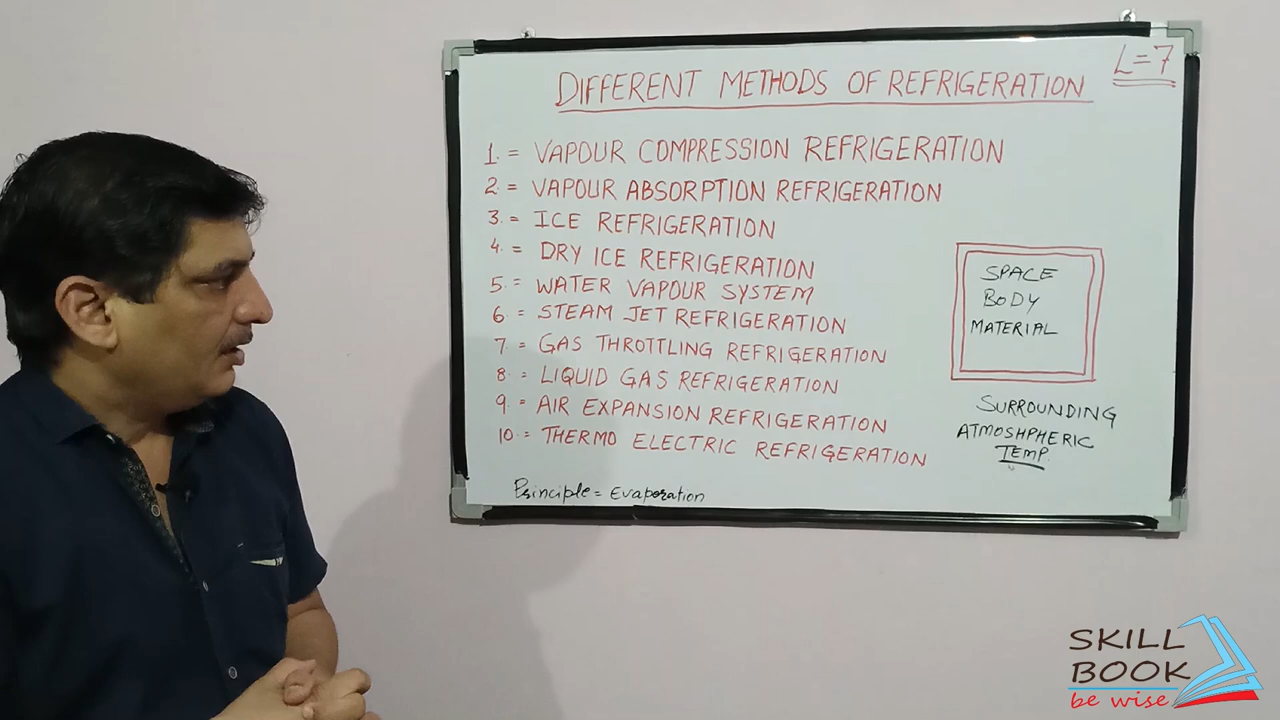 L=7
DIFFERENT METHODS OF REFRIGERATION
1. = VAPOUR COMPRESSION REFRIGERATION
2. = VAPOUR ABSORPTION REFRIGERATION
3. = ICE REFRIGERATION
4. = DRY ICE REFRIGERATION
5. = WATER VAPOUR SYSTEM
6. = STEAM JET REFRIGERATION
7. = GAS THROTTLING REFRIGERATION
8. = LIQUID GAS REFRIGERATION
9. = AIR EXPANSION REFRIGERATION
10. = THERMO ELECTRIC REFRIGERATION
Principle = Evaporation
SPACE
BODY
MATERIAL
SURROUNDING
ATMOSHPHERIC
TEMP.
SKILL
BOOK
be wise